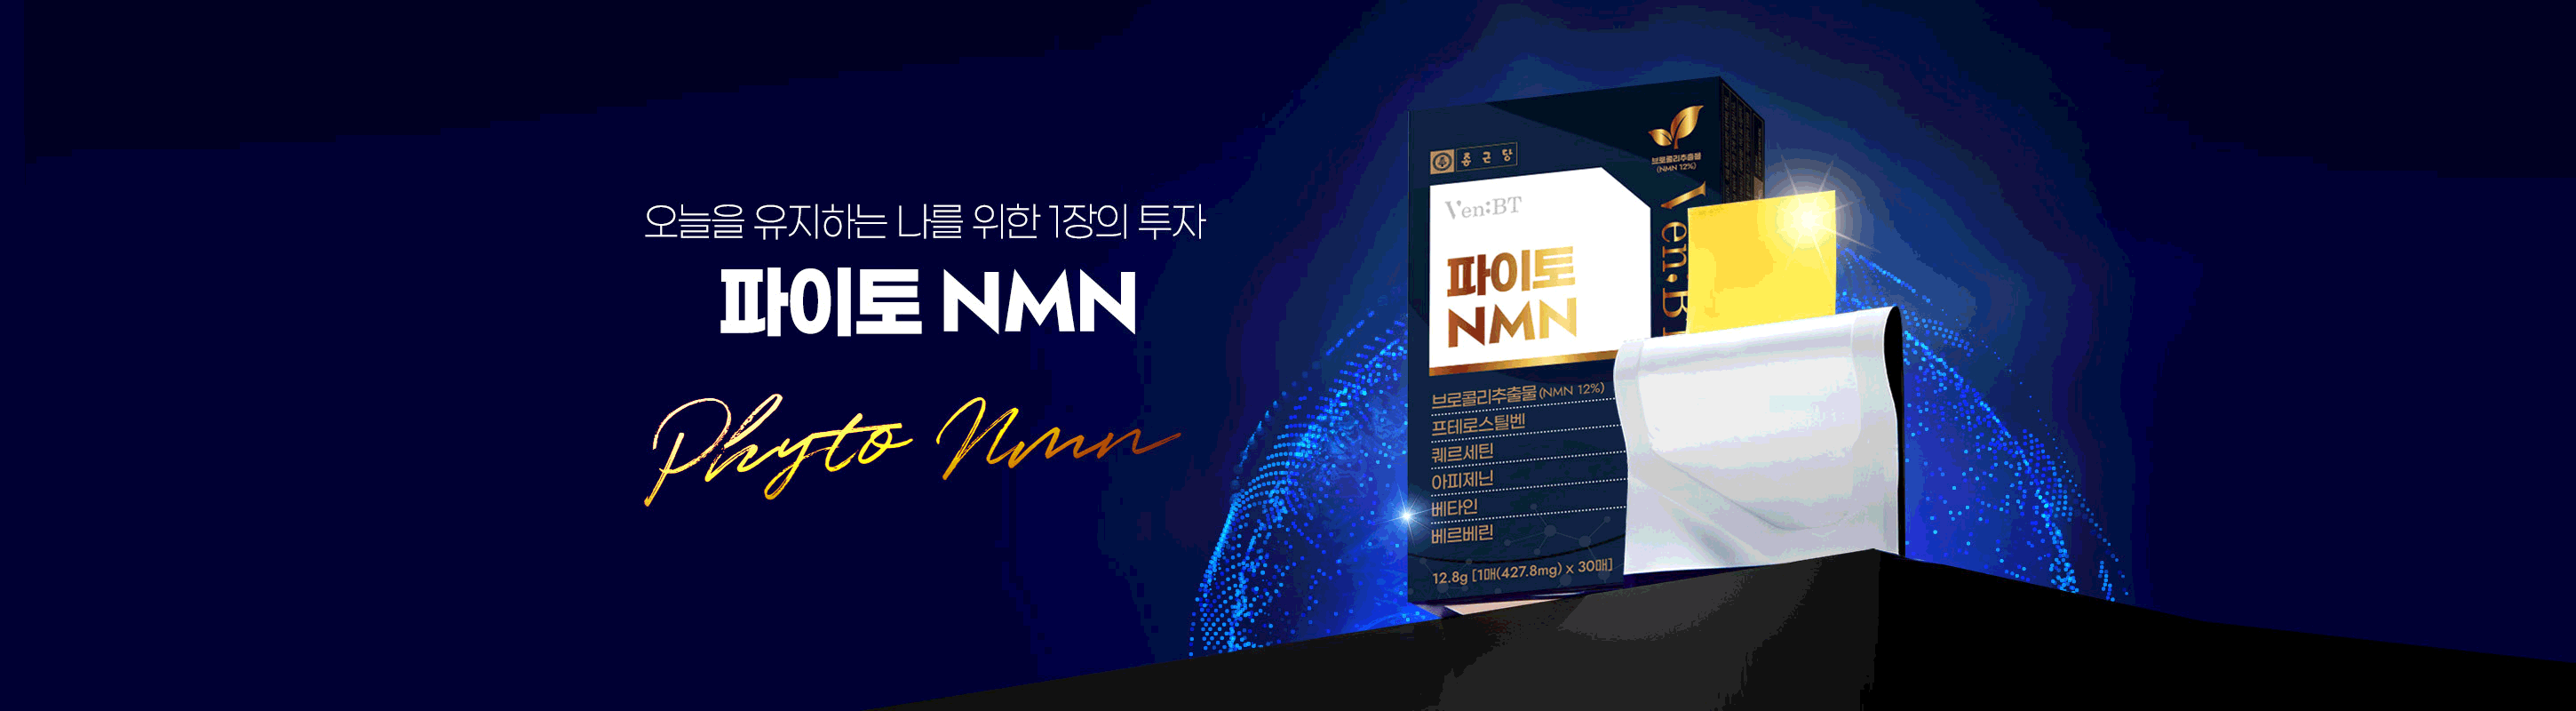 오늘을 유지하는 나를 위한 1장의 투자
파이토 NMN
Phyto Nmn
종근당
Ven:BT
파이토
NMN
브로콜리추출물 (NMN 12%)
프테로스틸벤
퀘르세틴
아피제닌
베타인
베르베린
12.8g [1매(427.8mg) x 30매]
브로콜리추출물
(NMN 12%)
Ven:B